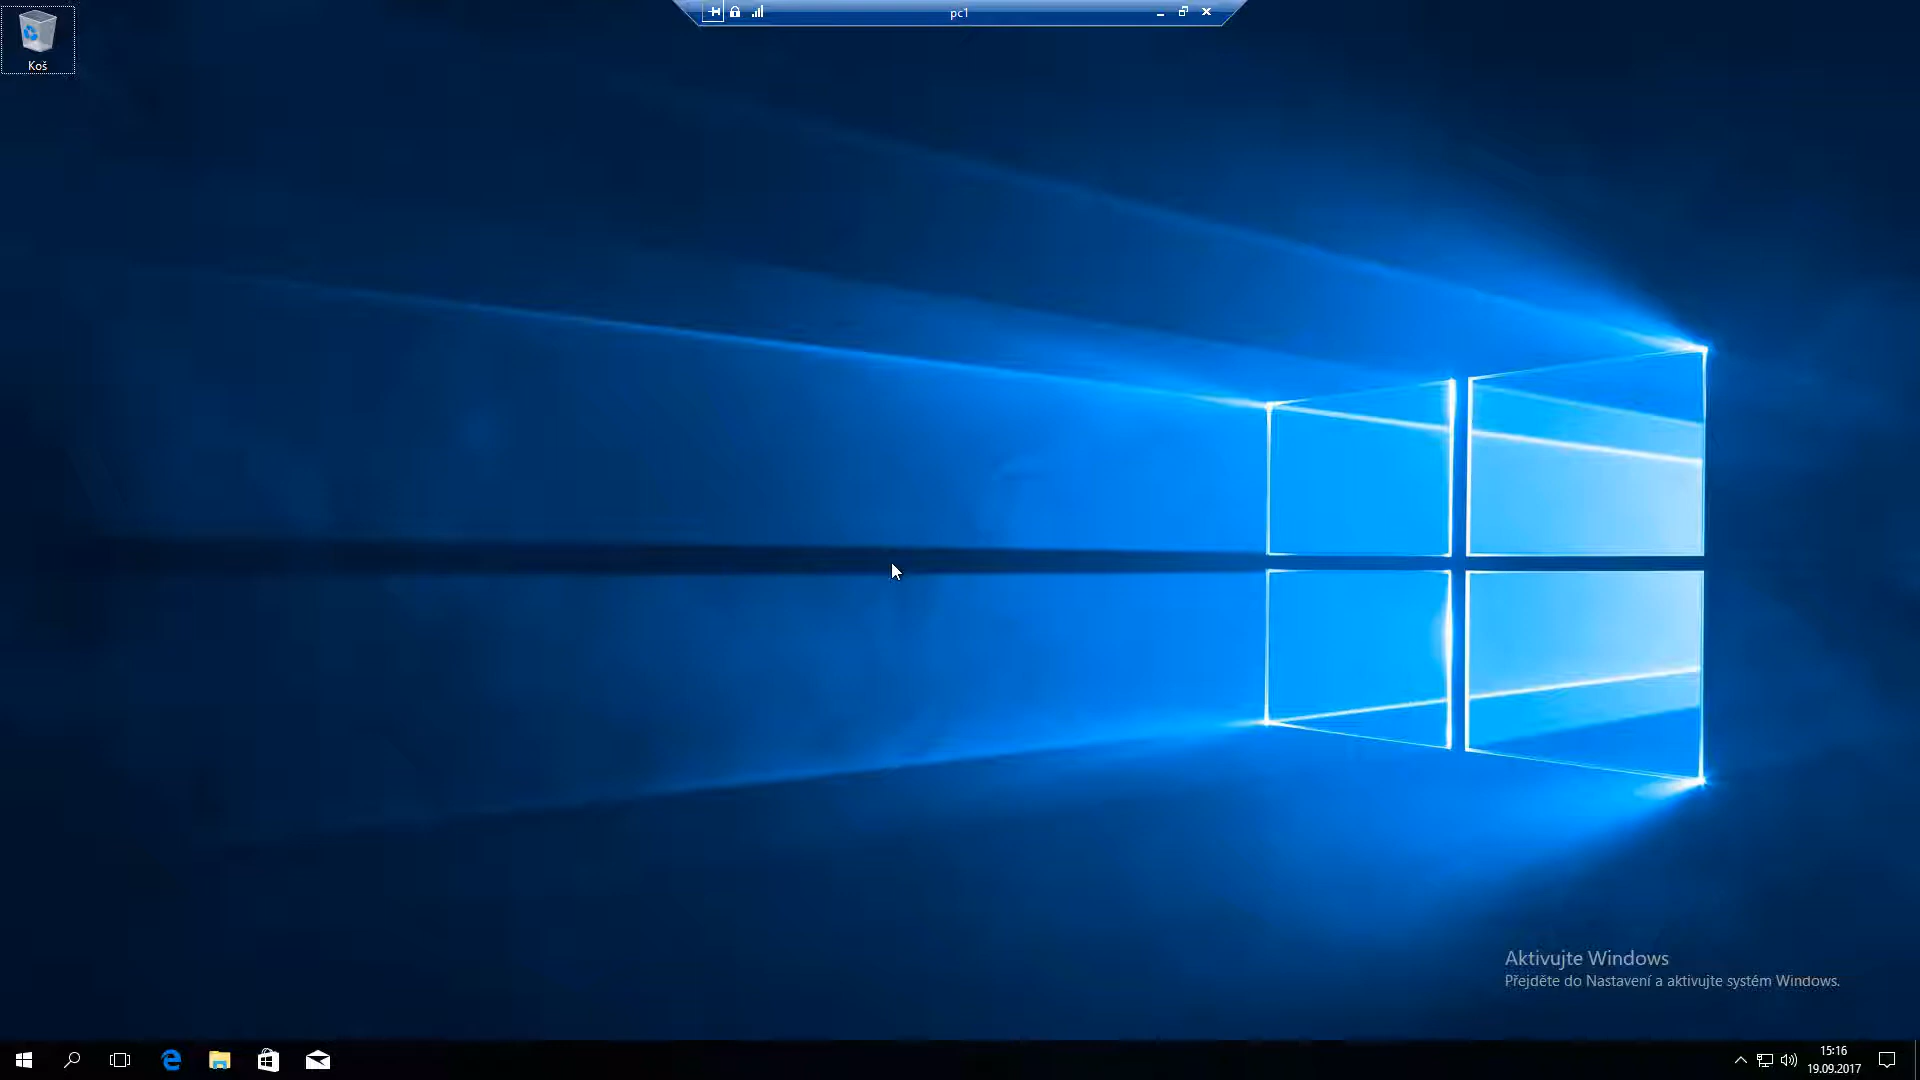 pc1
Koš
Aktivujte Windows
Přejděte do Nastavení a aktivujte systém Windows.
15:16
19.09.2017